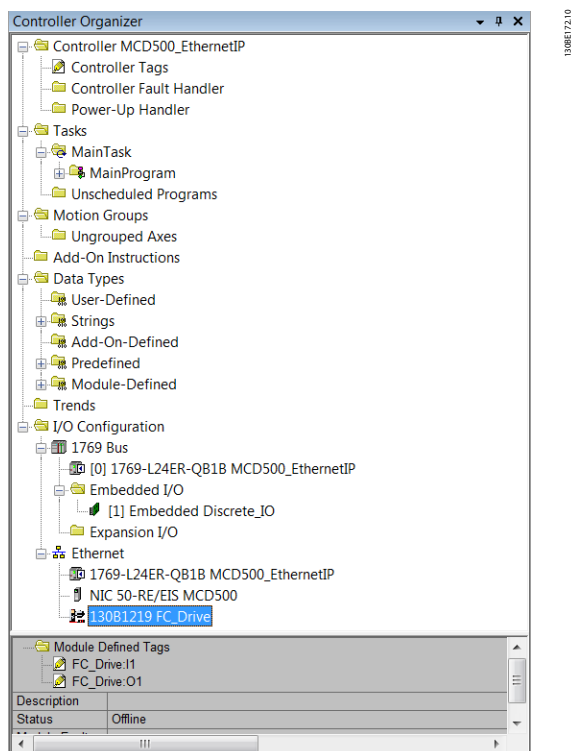 Controller Organizer
130BE172.10
Controller MCD500_EthernetIP
Controller Tags
Controller Fault Handler
Power-Up Handler
Tasks
MainTask
MainProgram
Unscheduled Programs
Motion Groups
Ungrouped Axes
Add-On Instructions
Data Types
User-Defined
Strings
Add-On-Defined
Predefined
Module-Defined
Trends
I/O Configuration
1769 Bus
[0] 1769-L24ER-QB1B MCD500_EthernetIP
Embedded I/O
[1] Embedded Discrete_IO
Expansion I/O
Ethernet
1769-L24ER-QB1B MCD500_EthernetIP
NIC 50-RE/EIS MCD500
130B1219 FC_Drive
Module Defined Tags
FC_Drive:I1
FC_Drive:O1
Description
Status Offline